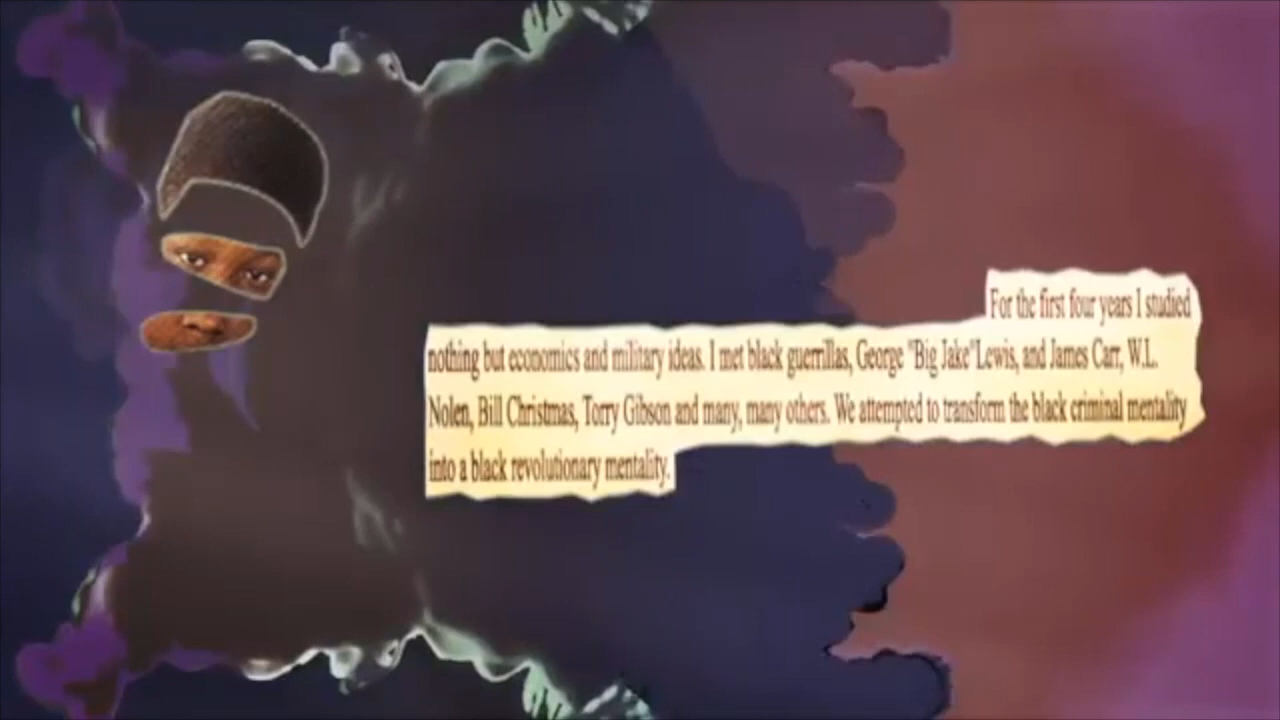 For the first four years I studied
nothing but economics and military ideas. I met black guerrillas, George "Big Jake"Lewis, and James Carr, W.L.
Nolen, Bill Christmas, Torry Gibson and many, many others. We attempted to transform the black criminal mentality
into a black revolutionary mentality.